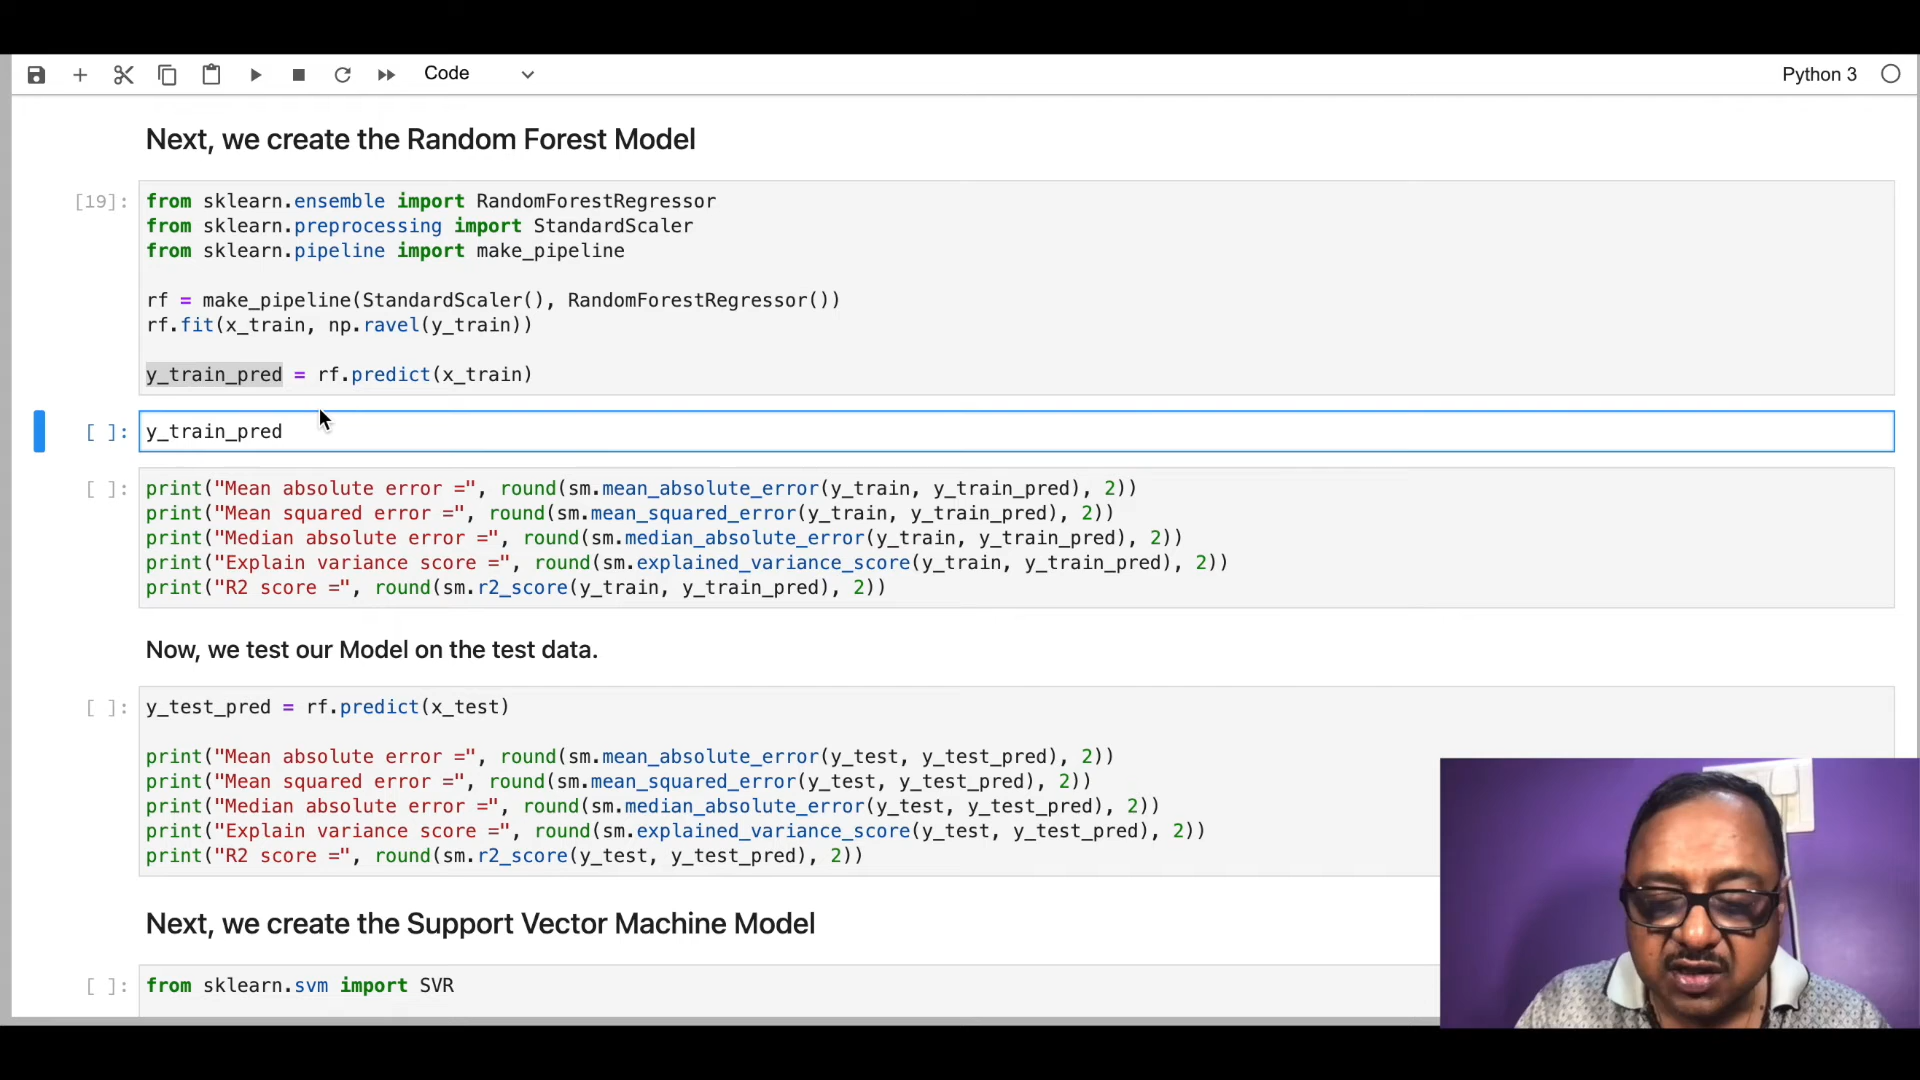 Code
Python 3
Next, we create the Random Forest Model
[19]:
from sklearn.ensemble import RandomForestRegressor
from sklearn.preprocessing import StandardScaler
from sklearn.pipeline import make_pipeline
rf = make_pipeline(StandardScaler(), RandomForestRegressor())
rf.fit(x_train, np.ravel(y_train))
y_train_pred = rf.predict(x_train)
[ ]: y_train_pred
[ ]: print("Mean absolute error =", round(sm.mean_absolute_error(y_train, y_train_pred), 2))
print("Mean squared error =", round(sm.mean_squared_error(y_train, y_train_pred), 2))
print("Median absolute error =", round(sm.median_absolute_error(y_train, y_train_pred), 2))
print("Explain variance score =", round(sm.explained_variance_score(y_train, y_train_pred), 2))
print("R2 score =", round(sm.r2_score(y_train, y_train_pred), 2))
Now, we test our Model on the test data.
[ ]: y_test_pred = rf.predict(x_test)
print("Mean absolute error =", round(sm.mean_absolute_error(y_test, y_test_pred), 2))
print("Mean squared error =", round(sm.mean_squared_error(y_test, y_test_pred), 2))
print("Median absolute error =", round(sm.median_absolute_error(y_test, y_test_pred), 2))
print("Explain variance score =", round(sm.explained_variance_score(y_test, y_test_pred), 2))
print("R2 score =", round(sm.r2_score(y_test, y_test_pred), 2))
Next, we create the Support Vector Machine Model
[ ]: from sklearn.svm import SVR